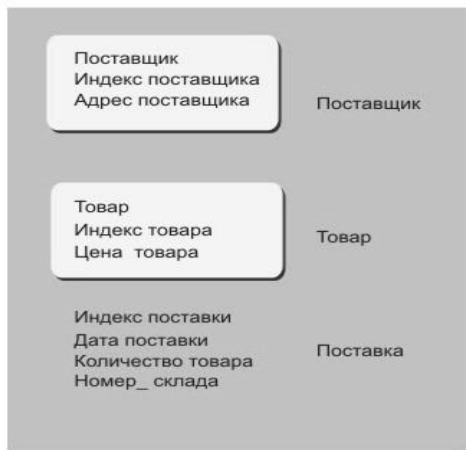 Поставщик
Индекс поставщика
Адрес поставщика
Поставщик
Товар
Индекс товара
Цена товара
Товар
Индекс поставки
Дата поставки
Количество товара
Номер_ склада
Поставка